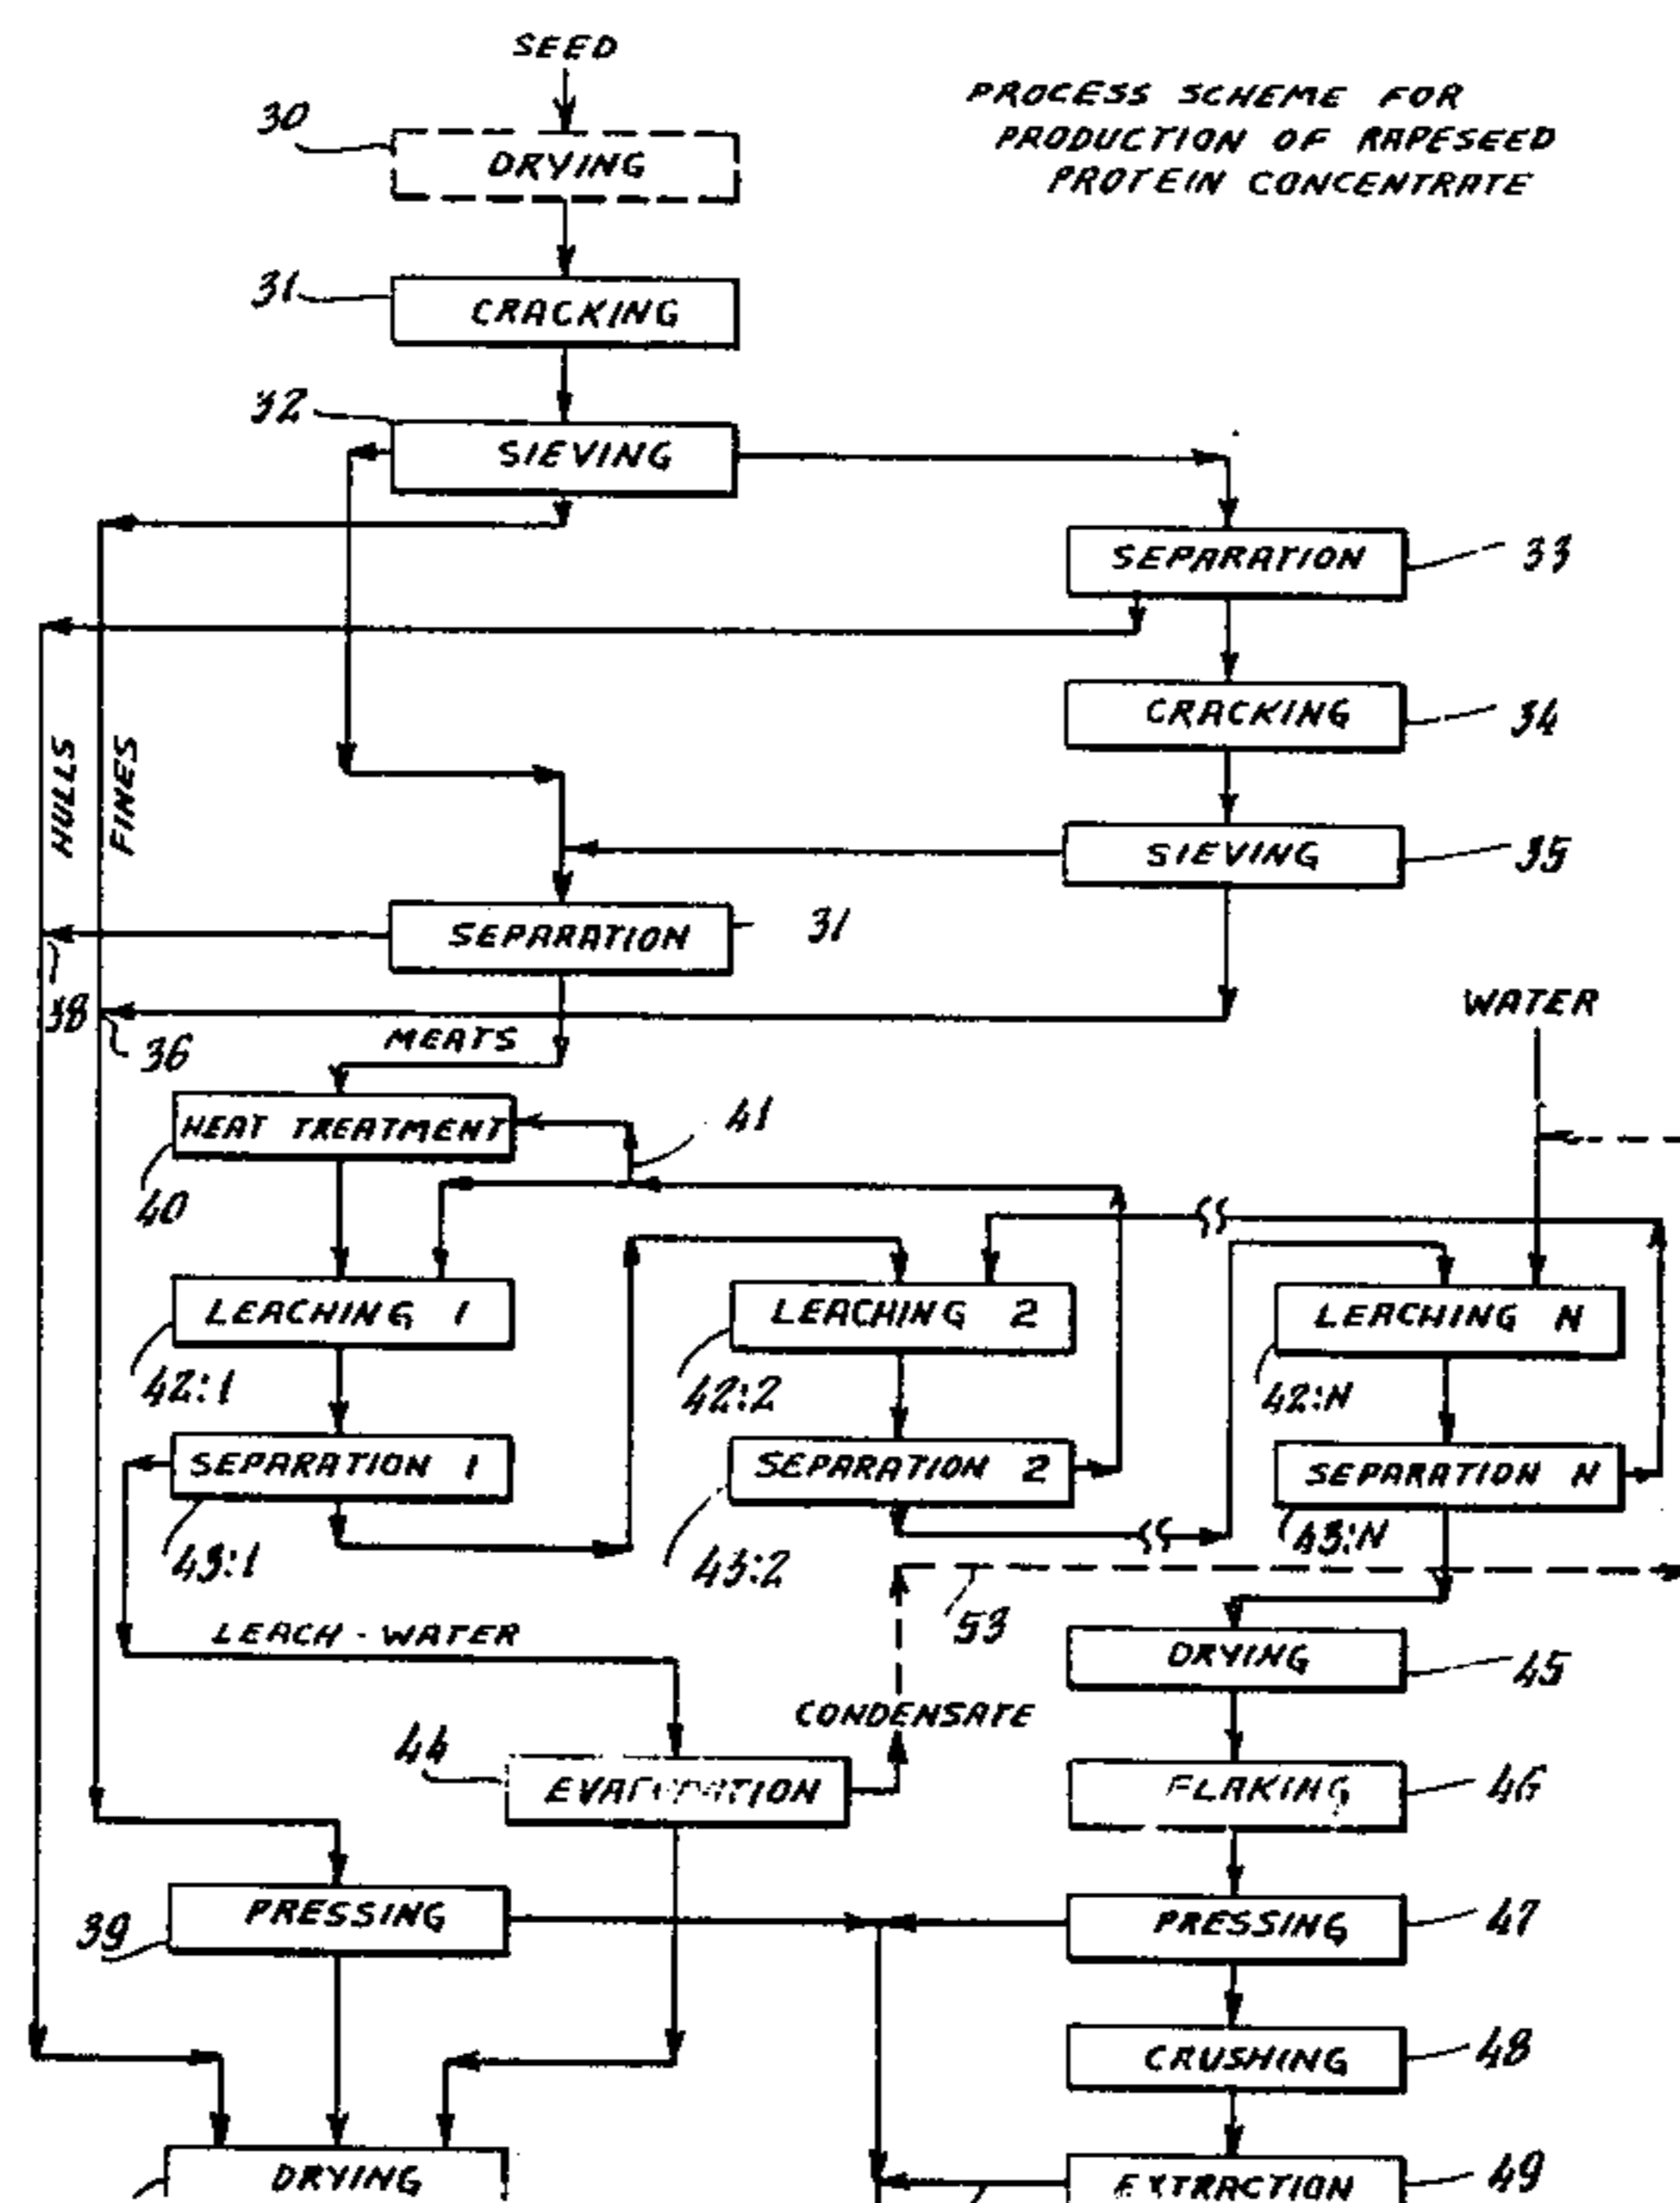 SEED
PROCESS SCHEME FOR
PRODUCTION OF RAPESEED
PROTEIN CONCENTRATE
30
DRYING
31
CRACKING
32
SIEVING
SEPARATION
33
CRACKING
34
HULLS
FINES
SIEVING
35
SEPARATION
31
38
36
MEATS
WATER
HEAT TREATMENT
41
40
LEACHING 1
LEACHING 2
LEACHING N
42:1
42:2
42:N
SEPARATION 1
SEPARATION 2
SEPARATION N
43:1
43:2
43:N
53
LEACH-WATER
DRYING
45
CONDENSATE
44
EVAPORATION
FLAKING
46
PRESSING
39
PRESSING
47
CRUSHING
48
DRYING
EXTRACTION
49